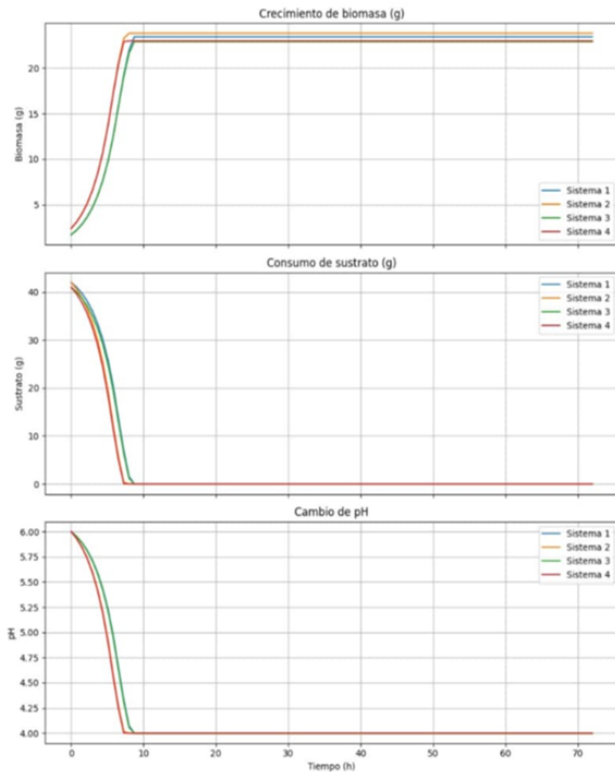 Crecimiento de biomasa (g)
Biomasa (g)
20
15
10
5
Sistema 1
Sistema 2
Sistema 3
Sistema 4
Consumo de sustrato (g)
Sustrato (g)
40
30
20
10
0
Sistema 1
Sistema 2
Sistema 3
Sistema 4
Cambio de pH
pH
6.00
5.75
5.50
5.25
5.00
4.75
4.50
4.25
4.00
Sistema 1
Sistema 2
Sistema 3
Sistema 4
0 10 20 30 40 50 60 70
Tiempo (h)